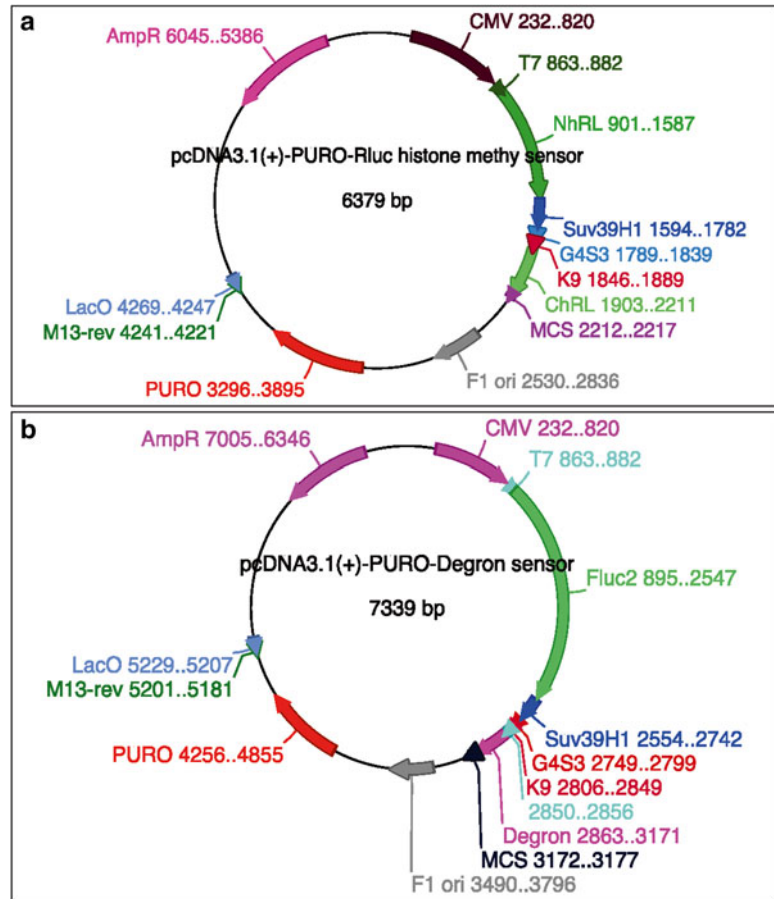 a
AmpR 6045..5386
CMV 232..820
T7 863..882
NhRL 901..1587
pcDNA3.1(+)-PURO-Rluc histone methy sensor
6379 bp
Suv39H1 1594..1782
G4S3 1789..1839
K9 1846..1889
LacO 4269..4247
ChRL 1903..2211
M13-rev 4241..4221
MCS 2212..2217
PURO 3296..3895
F1 ori 2530..2836
b
AmpR 7005..6346
CMV 232..820
T7 863..882
pcDNA3.1(+)-PURO-Degron sensor
Fluc2 895..2547
7339 bp
LacO 5229..5207
M13-rev 5201..5181
Suv39H1 2554..2742
PURO 4256..4855
G4S3 2749..2799
K9 2806..2849
2850..2856
Degron 2863..3171
MCS 3172..3177
F1 ori 3490..3796